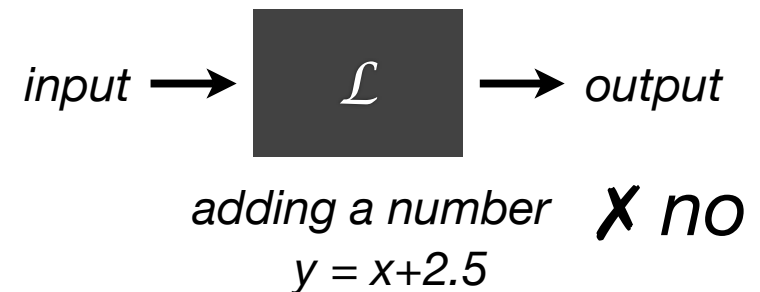 input ℒ output
adding a number ✗ no
y = x+2.5